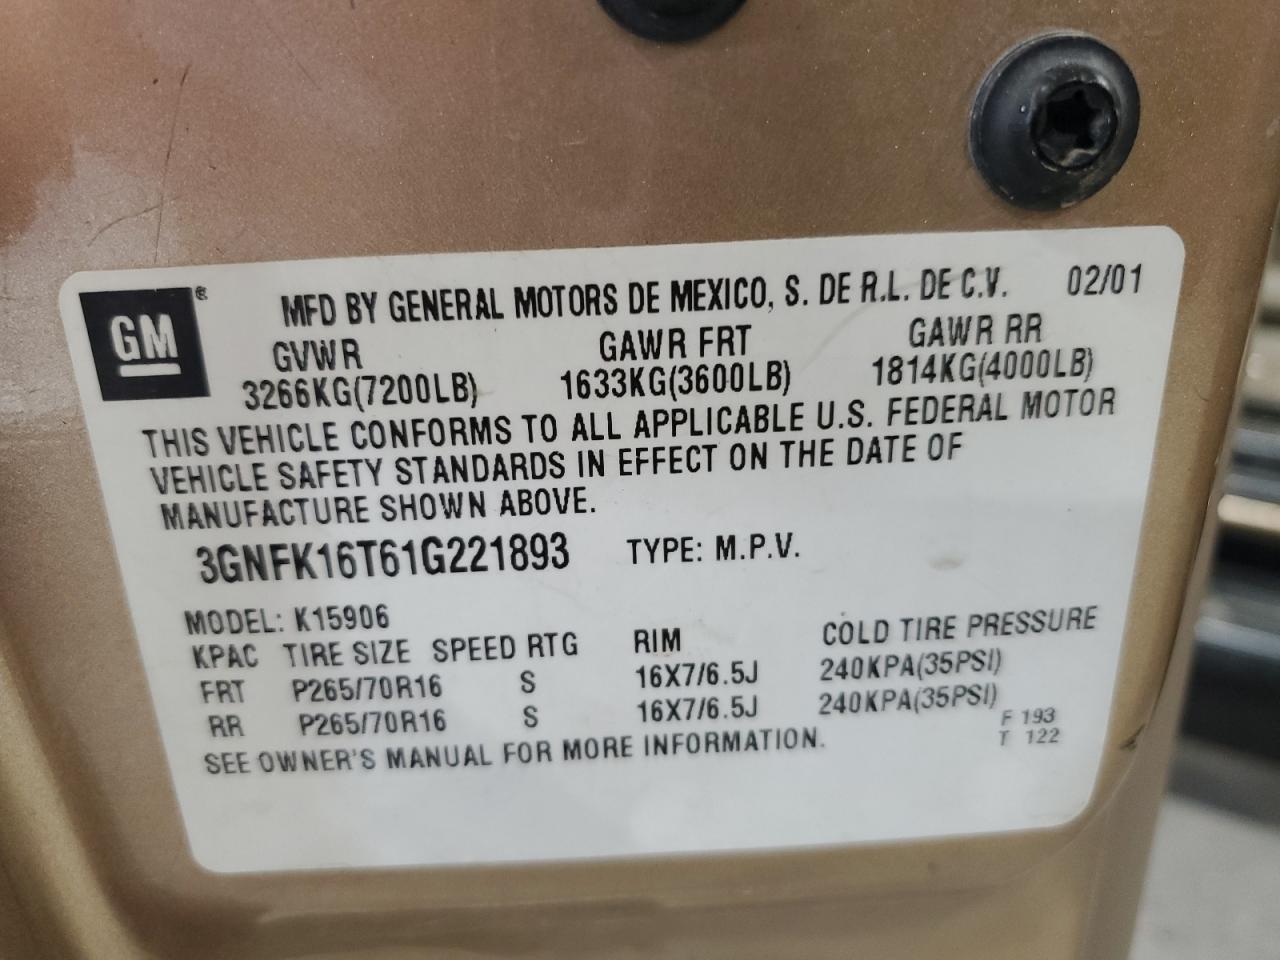 GM ®
MFD BY GENERAL MOTORS DE MEXICO, S. DE R.L. DE C.V. 02/01
GVWR GAWR FRT GAWR RR
3266KG(7200LB) 1633KG(3600LB) 1814KG(4000LB)
THIS VEHICLE CONFORMS TO ALL APPLICABLE U.S. FEDERAL MOTOR
VEHICLE SAFETY STANDARDS IN EFFECT ON THE DATE OF
MANUFACTURE SHOWN ABOVE.
3GNFK16T61G221893 TYPE: M.P.V.
MODEL: K15906
KPAC TIRE SIZE SPEED RTG RIM COLD TIRE PRESSURE
FRT P265/70R16 S 16X7/6.5J 240KPA(35PSI)
RR P265/70R16 S 16X7/6.5J 240KPA(35PSI)
SEE OWNER'S MANUAL FOR MORE INFORMATION.
F 193
T 122